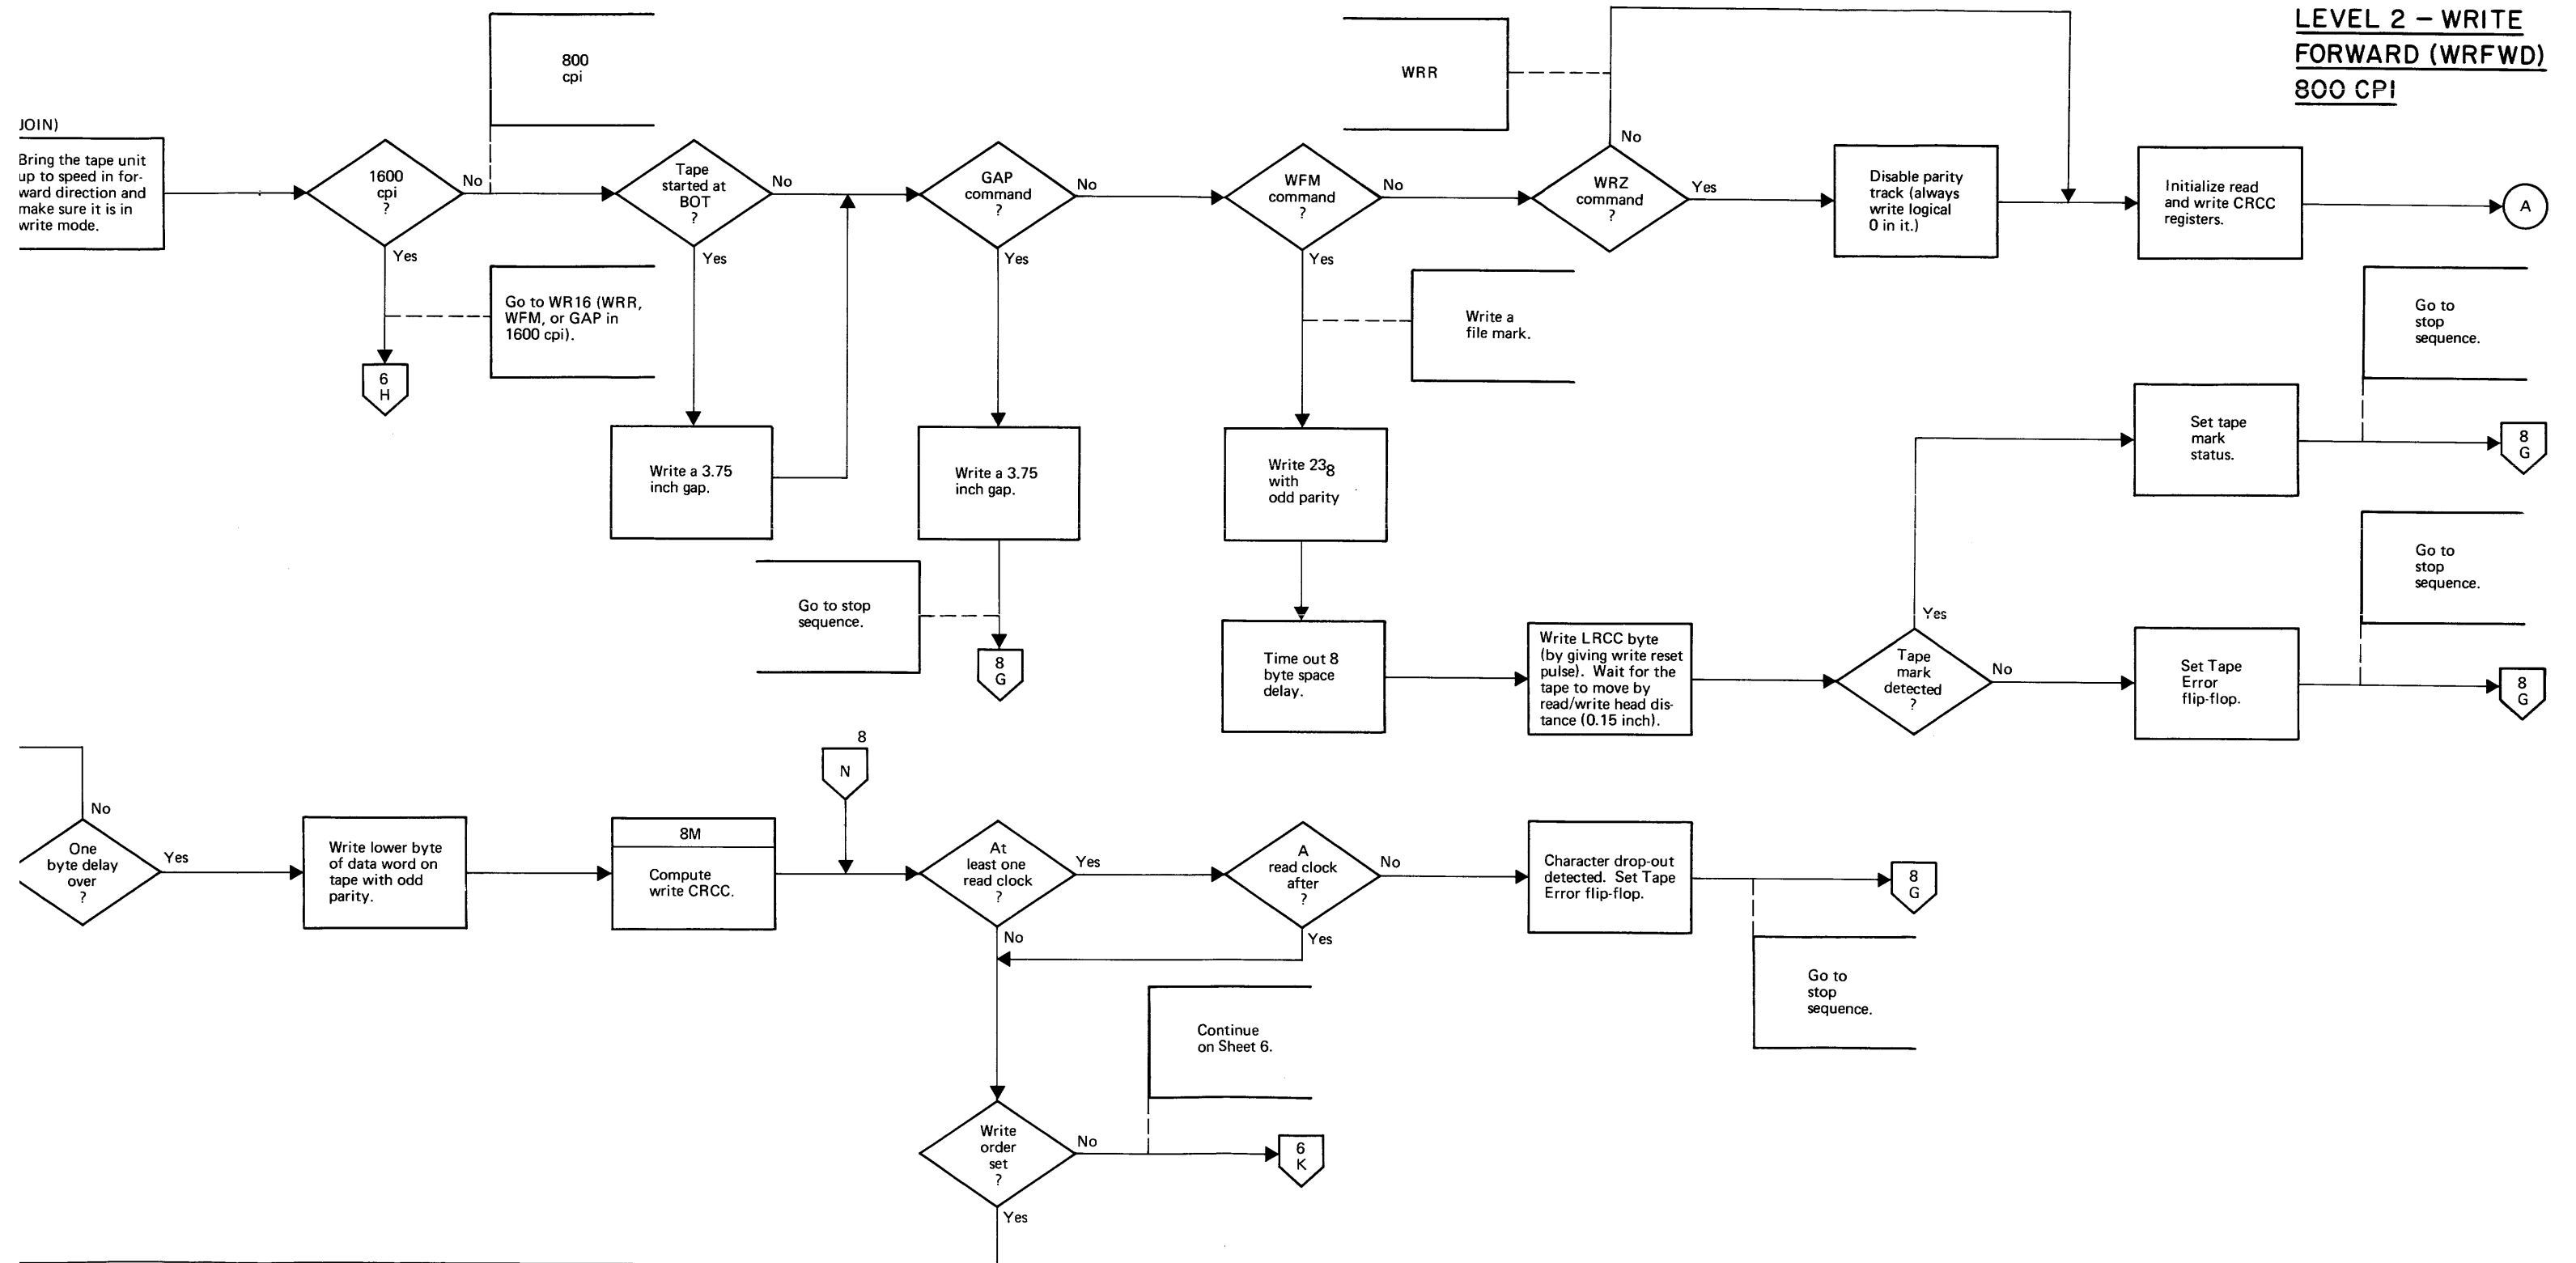 LEVEL 2 – WRITE
FORWARD (WRFWD)
800 CPI
800
cpi
WRR
JOIN)
Bring the tape unit
up to speed in for-
ward direction and
make sure it is in
write mode.
1600
cpi
?
No
Yes
Tape
started at
BOT
?
No
Yes
GAP
command
?
No
Yes
WFM
command
?
No
Yes
WRZ
command
?
No
Yes
Disable parity
track (always
write logical
0 in it.)
Initialize read
and write CRCC
registers.
A
Go to WR16 (WRR,
WFM, or GAP in
1600 cpi).
6
H
Write a
file mark.
Go to
stop
sequence.
Write a 3.75
inch gap.
Write a 3.75
inch gap.
Write 23₈
with
odd parity
Set tape
mark
status.
8
G
Go to stop
sequence.
8
G
Go to
stop
sequence.
Time out 8
byte space
delay.
Write LRCC byte
(by giving write reset
pulse). Wait for the
tape to move by
read/write head dis-
tance (0.15 inch).
Tape
mark
detected
?
Yes
No
Set Tape
Error
flip-flop.
8
G
8
N
No
One
byte delay
over
?
Yes
Write lower byte
of data word on
tape with odd
parity.
8M
Compute
write CRCC.
At
least one
read clock
?
Yes
No
A
read clock
after
?
No
Yes
Character drop-out
detected. Set Tape
Error flip-flop.
8
G
Go to
stop
sequence.
Continue
on Sheet 6.
Write
order
set
?
No
Yes
6
K